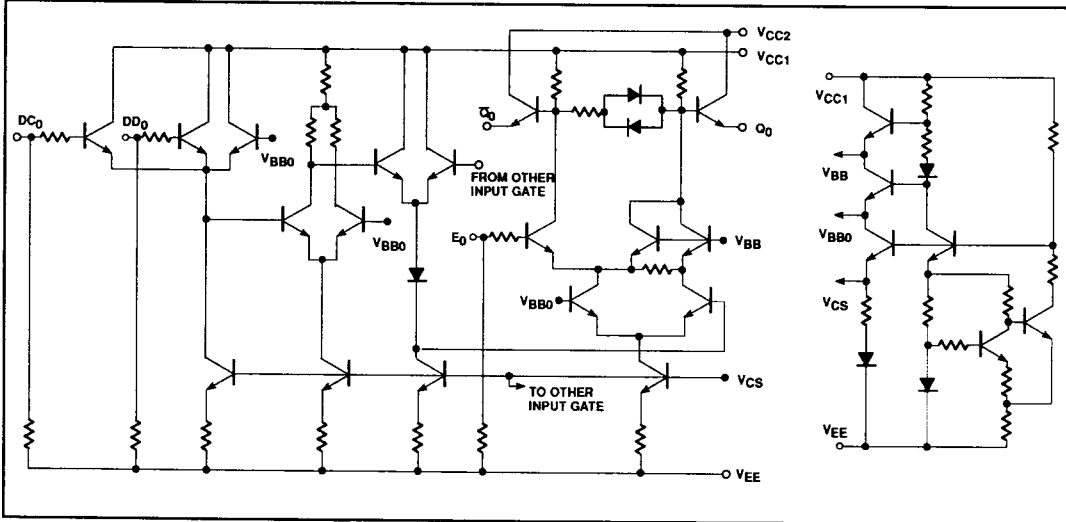 VCC2
VCC1
DC0
DD0
VBB0
Q̅0
Q0
FROM OTHER
INPUT GATE
VBB0
E0
VBB
VBB0
VCS
TO OTHER
INPUT GATE
VEE
VCC1
VBB
VBB0
VCS
VEE